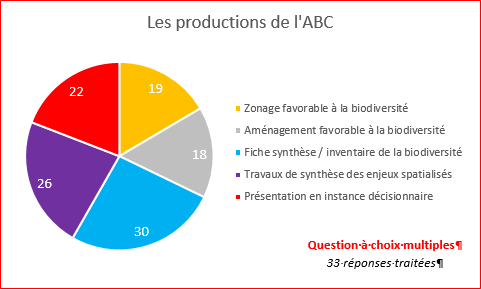 Les productions de l'ABC
19
18
30
26
22
Zonage favorable à la biodiversité
Aménagement favorable à la biodiversité
Fiche synthèse / inventaire de la biodiversité
Travaux de synthèse des enjeux spatialisés
Présentation en instance décisionnaire
Question·à·choix·multiples¶
33·réponses·traitées¶